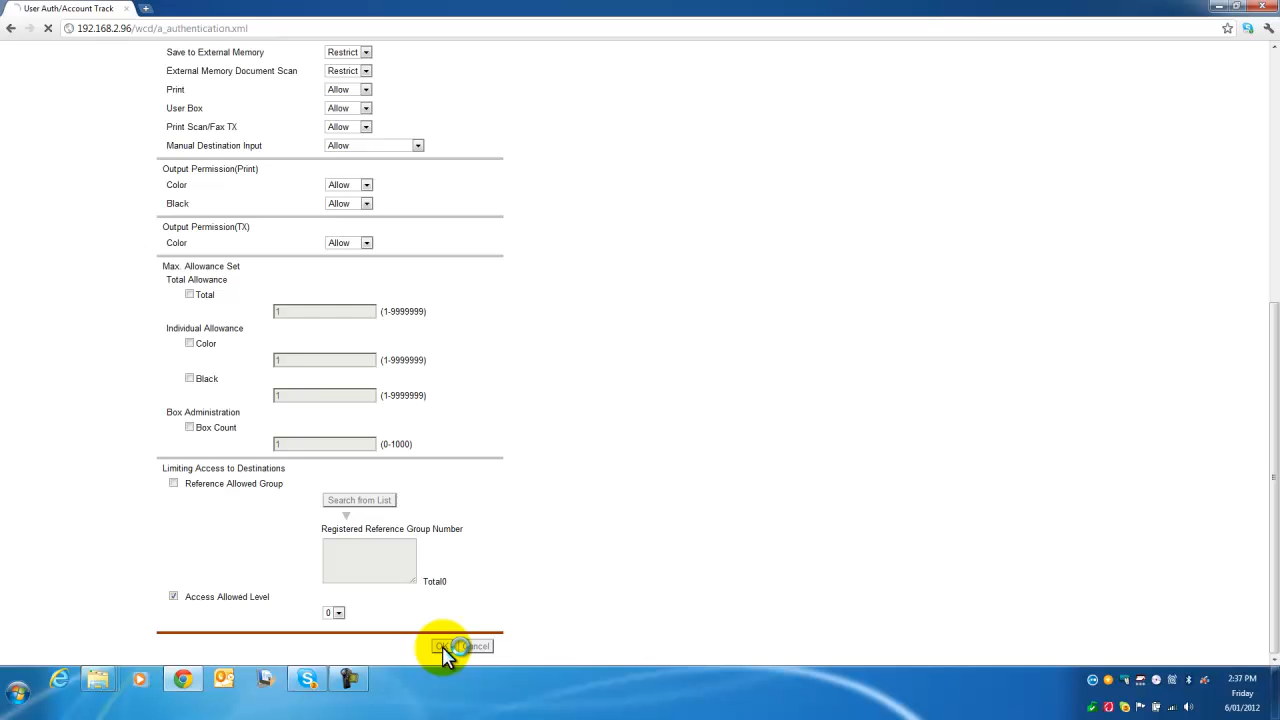 User Auth/Account Track
192.168.2.96/wcd/a_authentication.xml
Save to External Memory Restrict
External Memory Document Scan Restrict
Print Allow
User Box Allow
Print Scan/Fax TX Allow
Manual Destination Input Allow
Output Permission(Print)
Color Allow
Black Allow
Output Permission(TX)
Color Allow
Max. Allowance Set
Total Allowance
Total
1 (1-9999999)
Individual Allowance
Color
1 (1-9999999)
Black
1 (1-9999999)
Box Administration
Box Count
1 (0-1000)
Limiting Access to Destinations
Reference Allowed Group
Search from List
Registered Reference Group Number
Total0
Access Allowed Level
0
OK Cancel
2:37 PM
Friday
6/01/2012